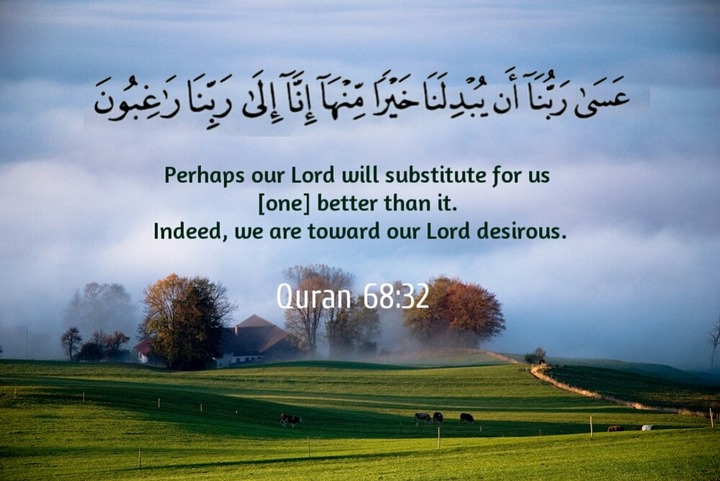 عَسَىٰ رَبُّنَآ أَن يُبْدِلَنَا خَيْرًا مِّنْهَآ إِنَّآ إِلَىٰ رَبِّنَا رَٰغِبُونَ
Perhaps our Lord will substitute for us
[one] better than it.
Indeed, we are toward our Lord desirous.
Quran 68:32